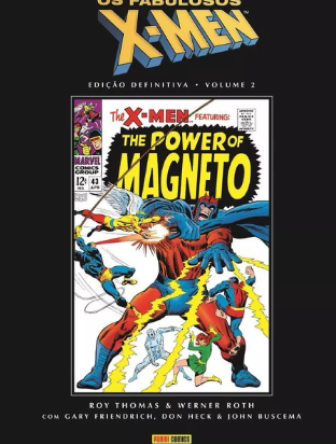 OS FABULOSOS
X-MEN
EDIÇÃO DEFINITIVA • VOLUME 2
THE X-MEN FEATURING:
THE POWER OF
MAGNETO
MARVEL
COMICS
GROUP
12¢
43
APR
ROY THOMAS & WERNER ROTH
COM GARY FRIENDRICH, DON HECK & JOHN BUSCEMA
PANINI COMICS